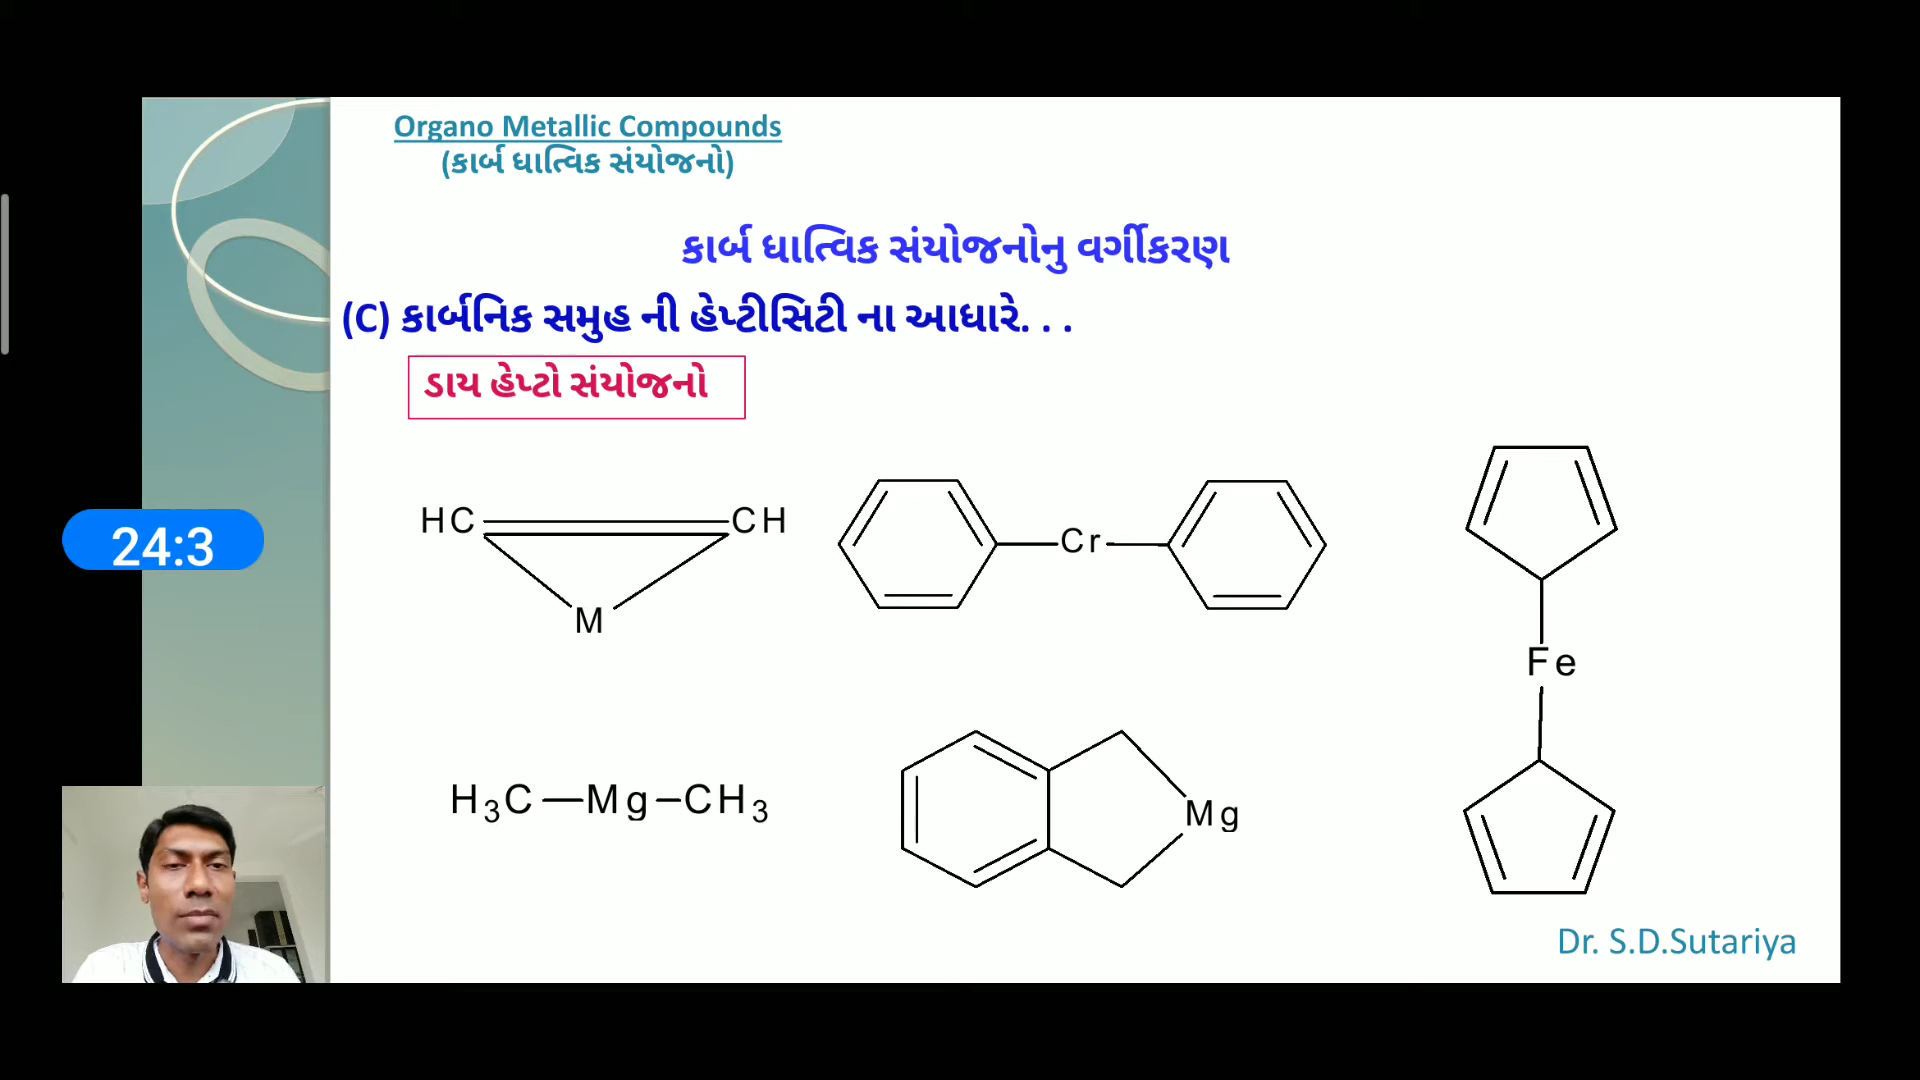 Organo Metallic Compounds
(કાર્બ ધાત્વિક સંયોજનો)
કાર્બ ધાત્વિક સંયોજનોનુ વર્ગીકરણ
(C) કાર્બનિક સમુહ ની હેપ્ટીસિટી ના આધારે. . .
ડાય હેપ્ટો સંયોજનો
HC CH
M
Cr
Fe
24:3
H3C—Mg–CH3
Mg
Dr. S.D.Sutariya